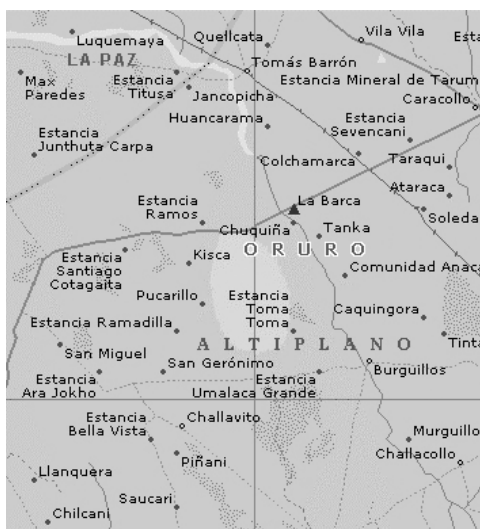 Quellcata
Vila Vila
Luquemaya
LA PAZ
Tomás Barrón
Max
Paredes
Estancia
Titusa
Jancopicha
Estancia Mineral de Tarum
Caracollo
Huancarama
Estancia
Sevencani
Estancia
Junthuta Carpa
Colchamarca
Taraqui
Ataraca
Estancia
Ramos
La Barca
Soleda
Chuquiña
Tanka
ORURO
Estancia
Santiago
Cotagaita
Kisca
Comunidad Anaca
Pucarillo
Estancia
Toma
Toma
Caquingora
Estancia Ramadilla
ALTIPLANO
Tinta
San Miguel
San Gerónimo
Burguillos
Estancia
Ara Jokho
Estancia
Umalaca Grande
Estancia
Bella Vista
Challavito
Murguillo
Piñani
Challacollo
Llanquera
Saucari
Chilcani